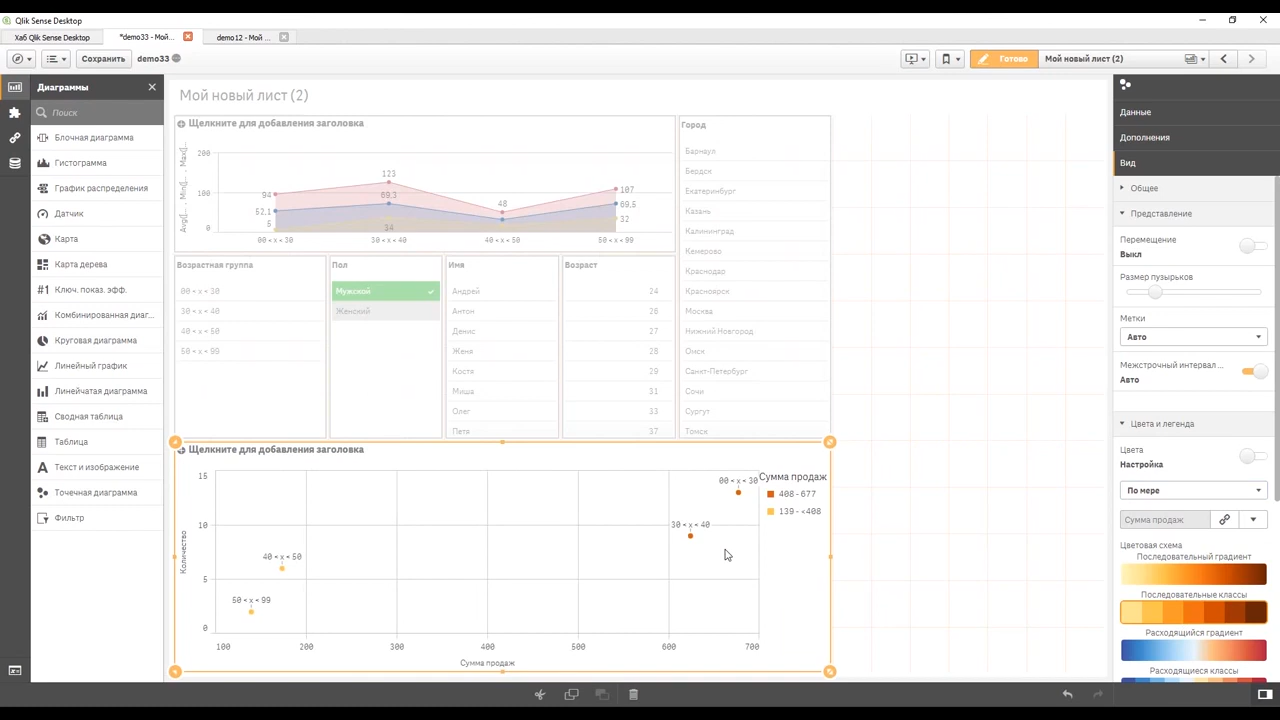 Qlik Sense Desktop
Хаб Qlik Sense Desktop
*demo33 - Мой...
demo12 - Мой ...
Сохранить
demo33
Готово
Мой новый лист (2)
Диаграммы
Поиск
Блочная диаграмма
Гистограмма
График распределения
Датчик
Карта
Карта дерева
#1 Ключ. показ. эфф.
Комбинированная диаг...
Круговая диаграмма
Линейный график
Линейчатая диаграмма
Сводная таблица
Таблица
Текст и изображение
Точечная диаграмма
Фильтр
Мой новый лист (2)
Щелкните для добавления заголовка
Avg([... , Min([... , Max([...
200
100
0
94
52,1
6
123
69,3
34
48
107
69,5
32
00 < x < 30
30 < x < 40
40 < x < 50
50 < x < 99
Возрастная группа
00 < x < 30
30 < x < 40
40 < x < 50
50 < x < 99
Пол
Мужской
Женский
Имя
Андрей
Антон
Денис
Женя
Костя
Миша
Олег
Петя
Возраст
24
26
27
28
29
31
33
37
Город
Барнаул
Бердск
Екатеринбург
Казань
Калининград
Кемерово
Краснодар
Красноярск
Москва
Нижний Новгород
Омск
Санкт-Петербург
Сочи
Сургут
Томск
Щелкните для добавления заголовка
Количество
15
10
5
0
00 < x < 30
30 < x < 40
40 < x < 50
50 < x < 99
100
200
300
400
500
600
700
Сумма продаж
Сумма продаж
408 - 677
139 - <408
Данные
Дополнения
Вид
Общее
Представление
Перемещение
Выкл
Размер пузырьков
Метки
Авто
Межстрочный интервал ...
Авто
Цвета и легенда
Цвета
Настройка
По мере
Сумма продаж
Цветовая схема
Последовательный градиент
Последовательные классы
Расходящийся градиент
Расходящиеся классы